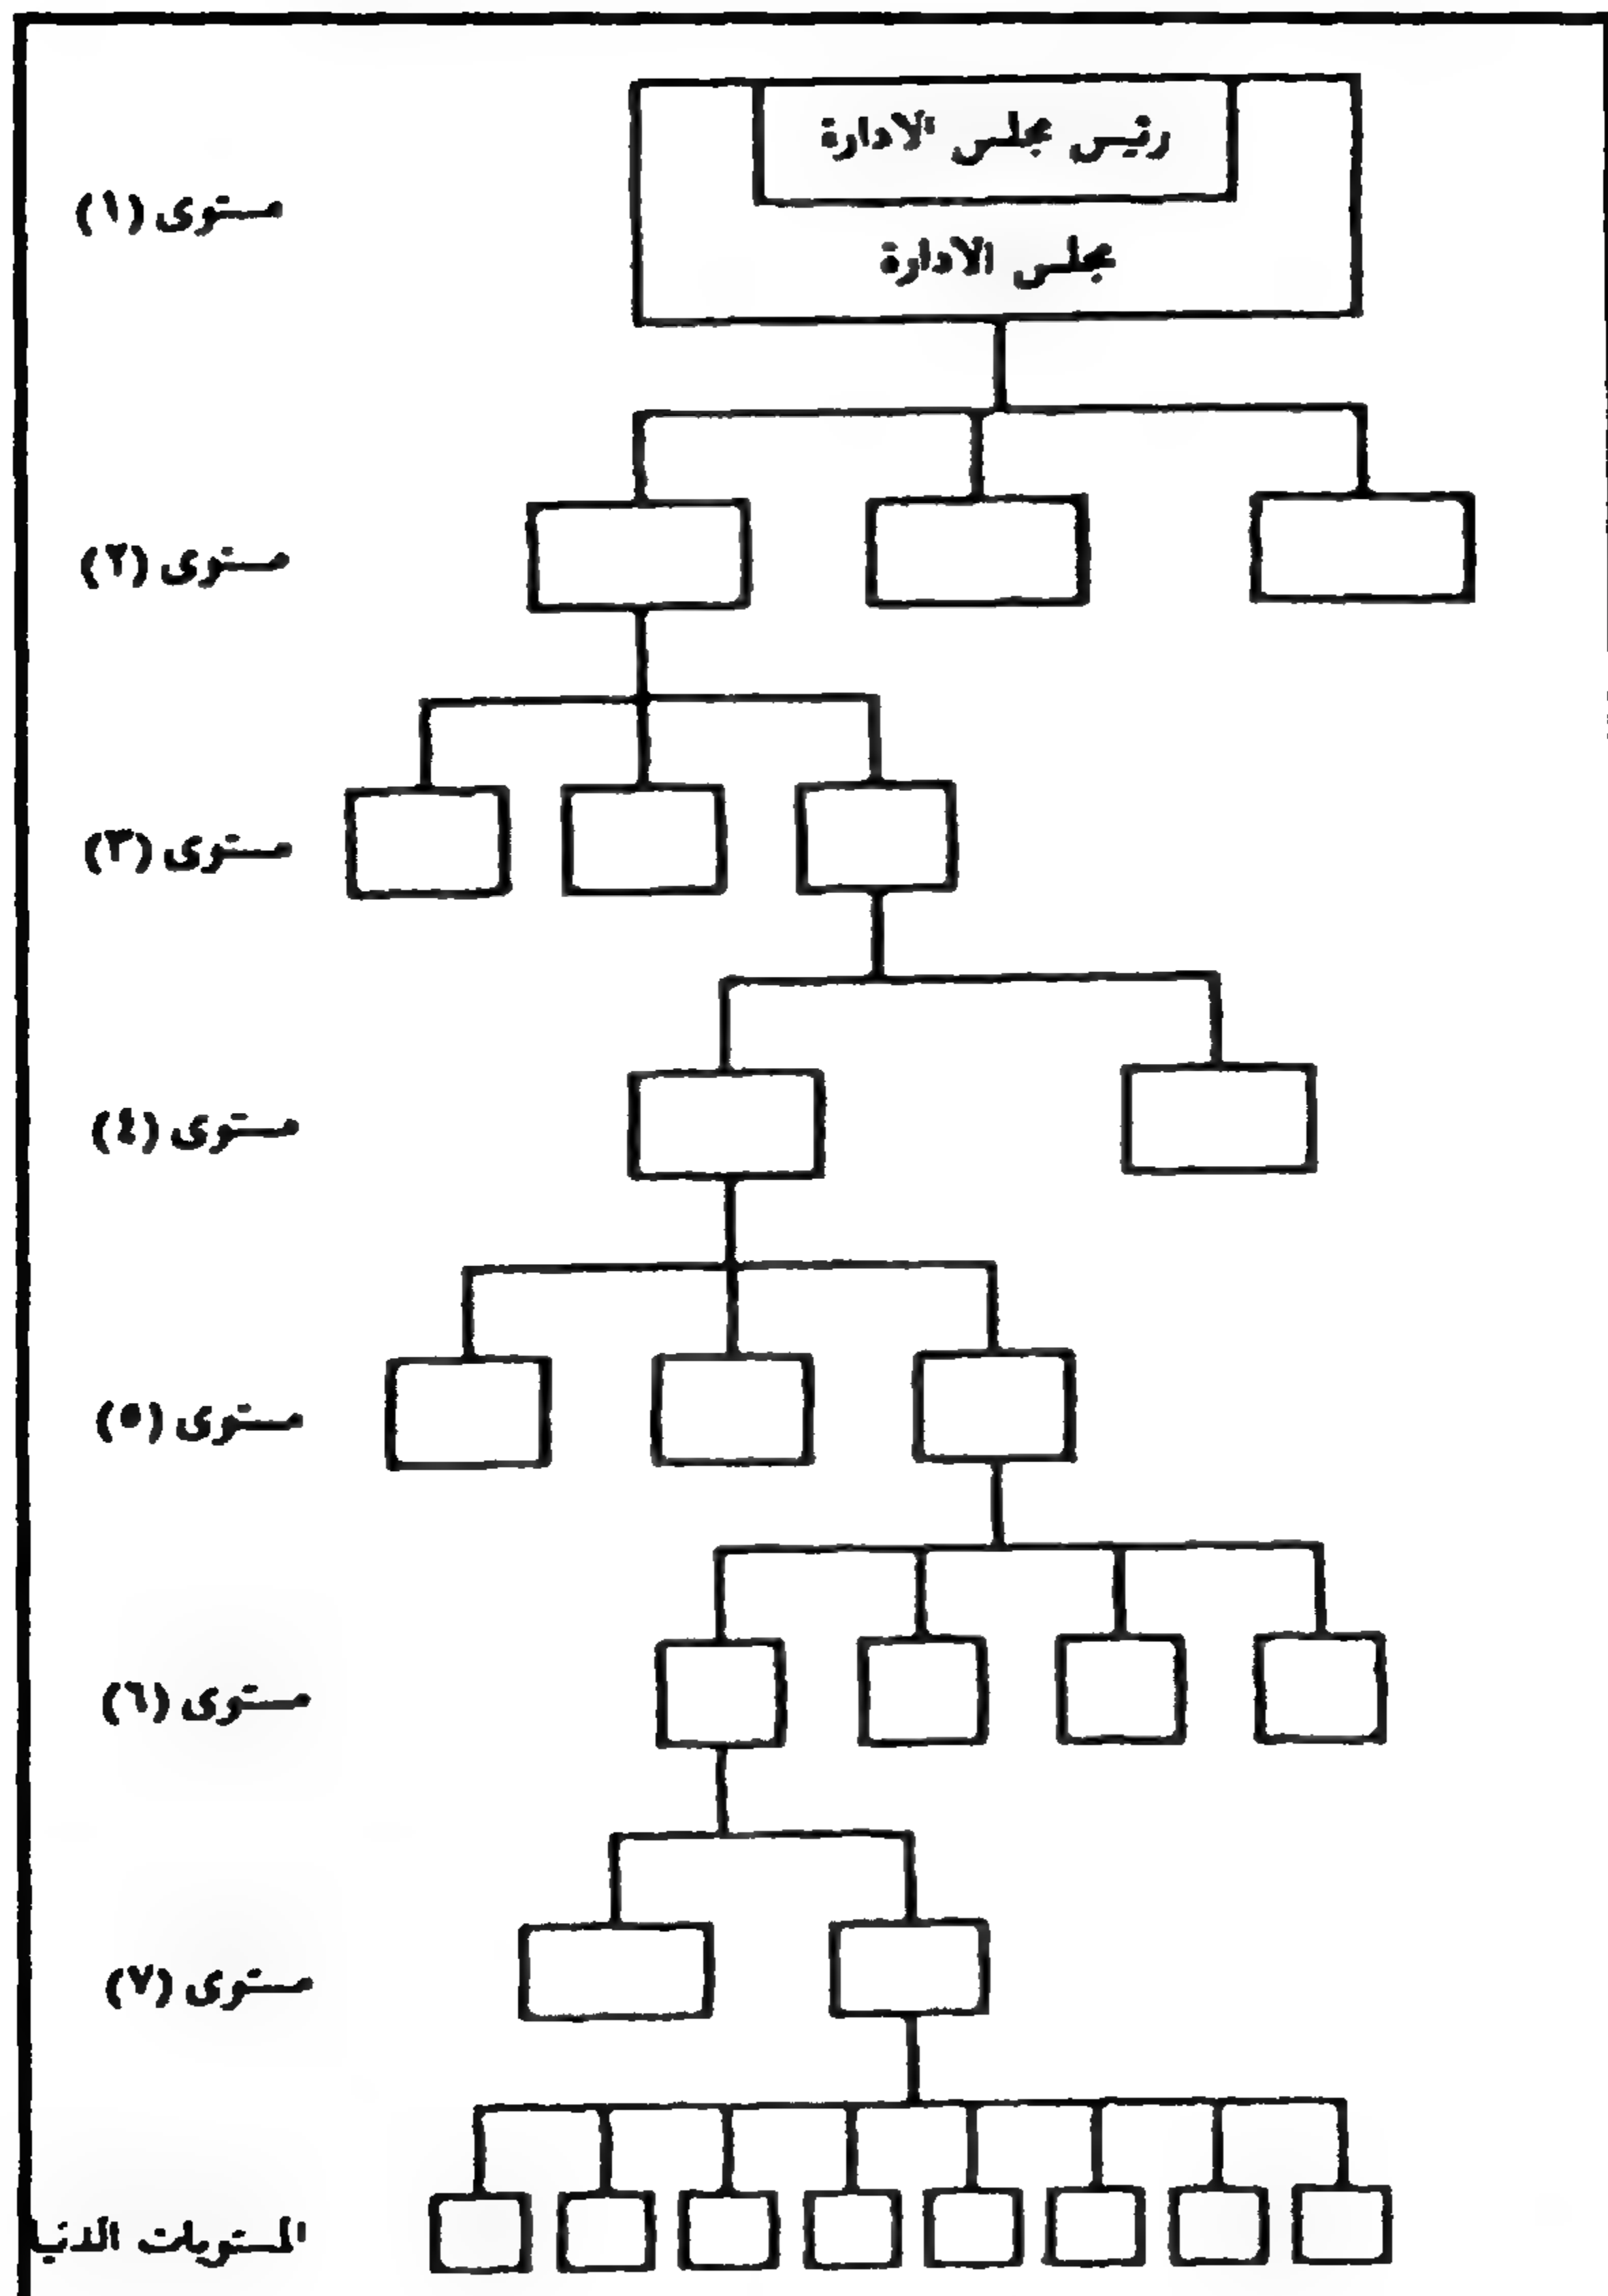 رئيس مجلس الادارة
مجلس الادارة
مستوى (١)
مستوى (٢)
مستوى (٣)
مستوى (٤)
مستوى (٥)
مستوى (٦)
مستوى (٧)
المستويات الدنيا